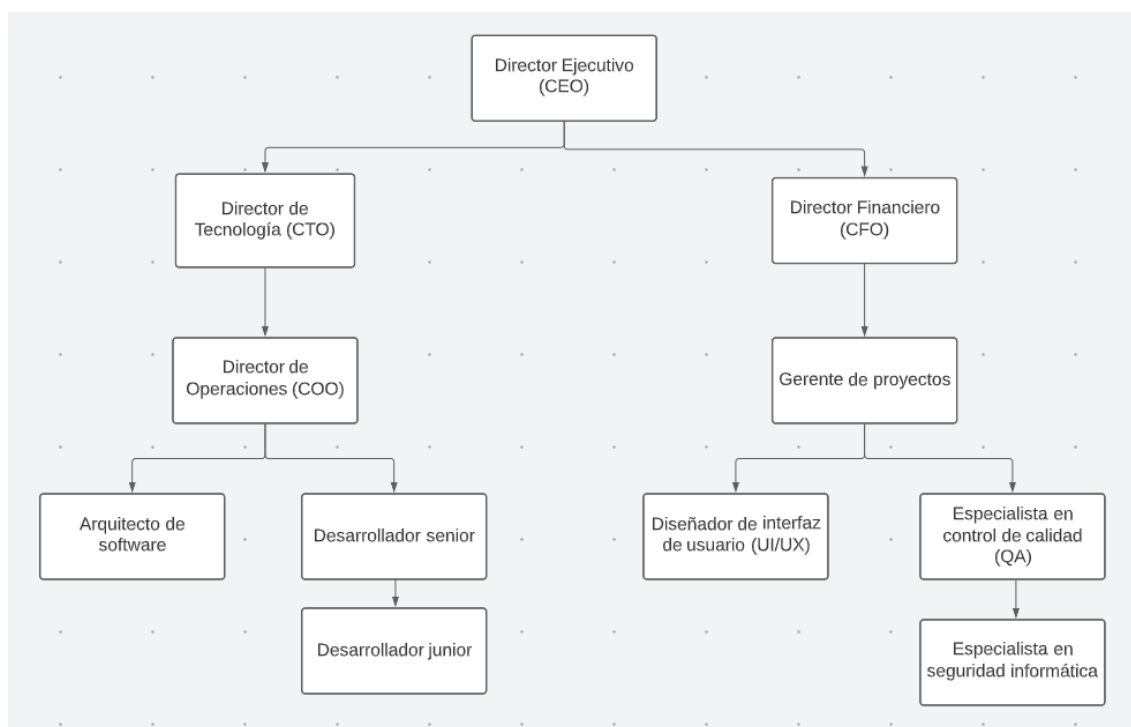 Director Ejecutivo
(CEO)
Director de
Tecnología (CTO)
Director Financiero
(CFO)
Director de
Operaciones (COO)
Gerente de proyectos
Arquitecto de
software
Desarrollador senior
Diseñador de interfaz
de usuario (UI/UX)
Especialista en
control de calidad
(QA)
Desarrollador junior
Especialista en
seguridad informática